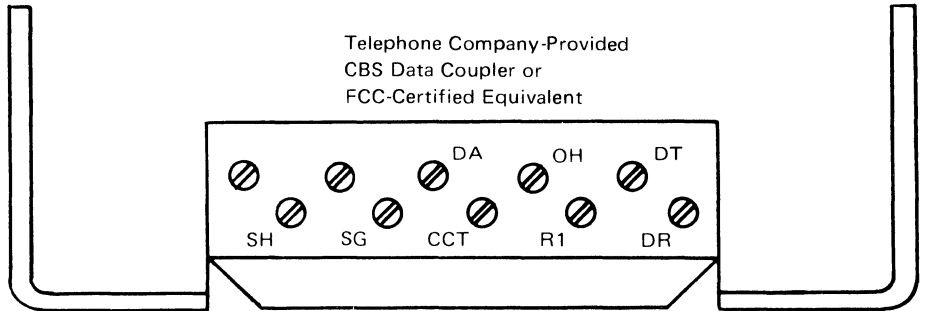 Telephone Company-Provided
CBS Data Coupler or
FCC-Certified Equivalent
DA OH DT
SH SG CCT R1 DR